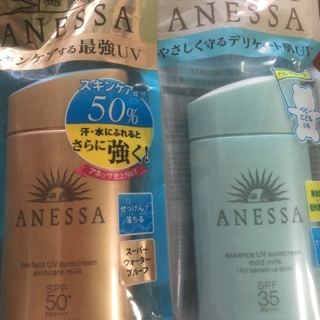 ANESSA
スキンケアする最強UV
スキンケア成分
50%
汗・水にふれると
さらに強く!
アネッサ史上No.1
ANESSA
せっけんで
落ちる
スーパー
ウォーター
プルーフ
perfect UV sunscreen
skincare milk
SPF
50+
PA++++
ANESSA
やさしく守るデリケート肌UV
ANESSA
essence UV sunscreen
mild milk
(for sensitive skin)
SPF
35